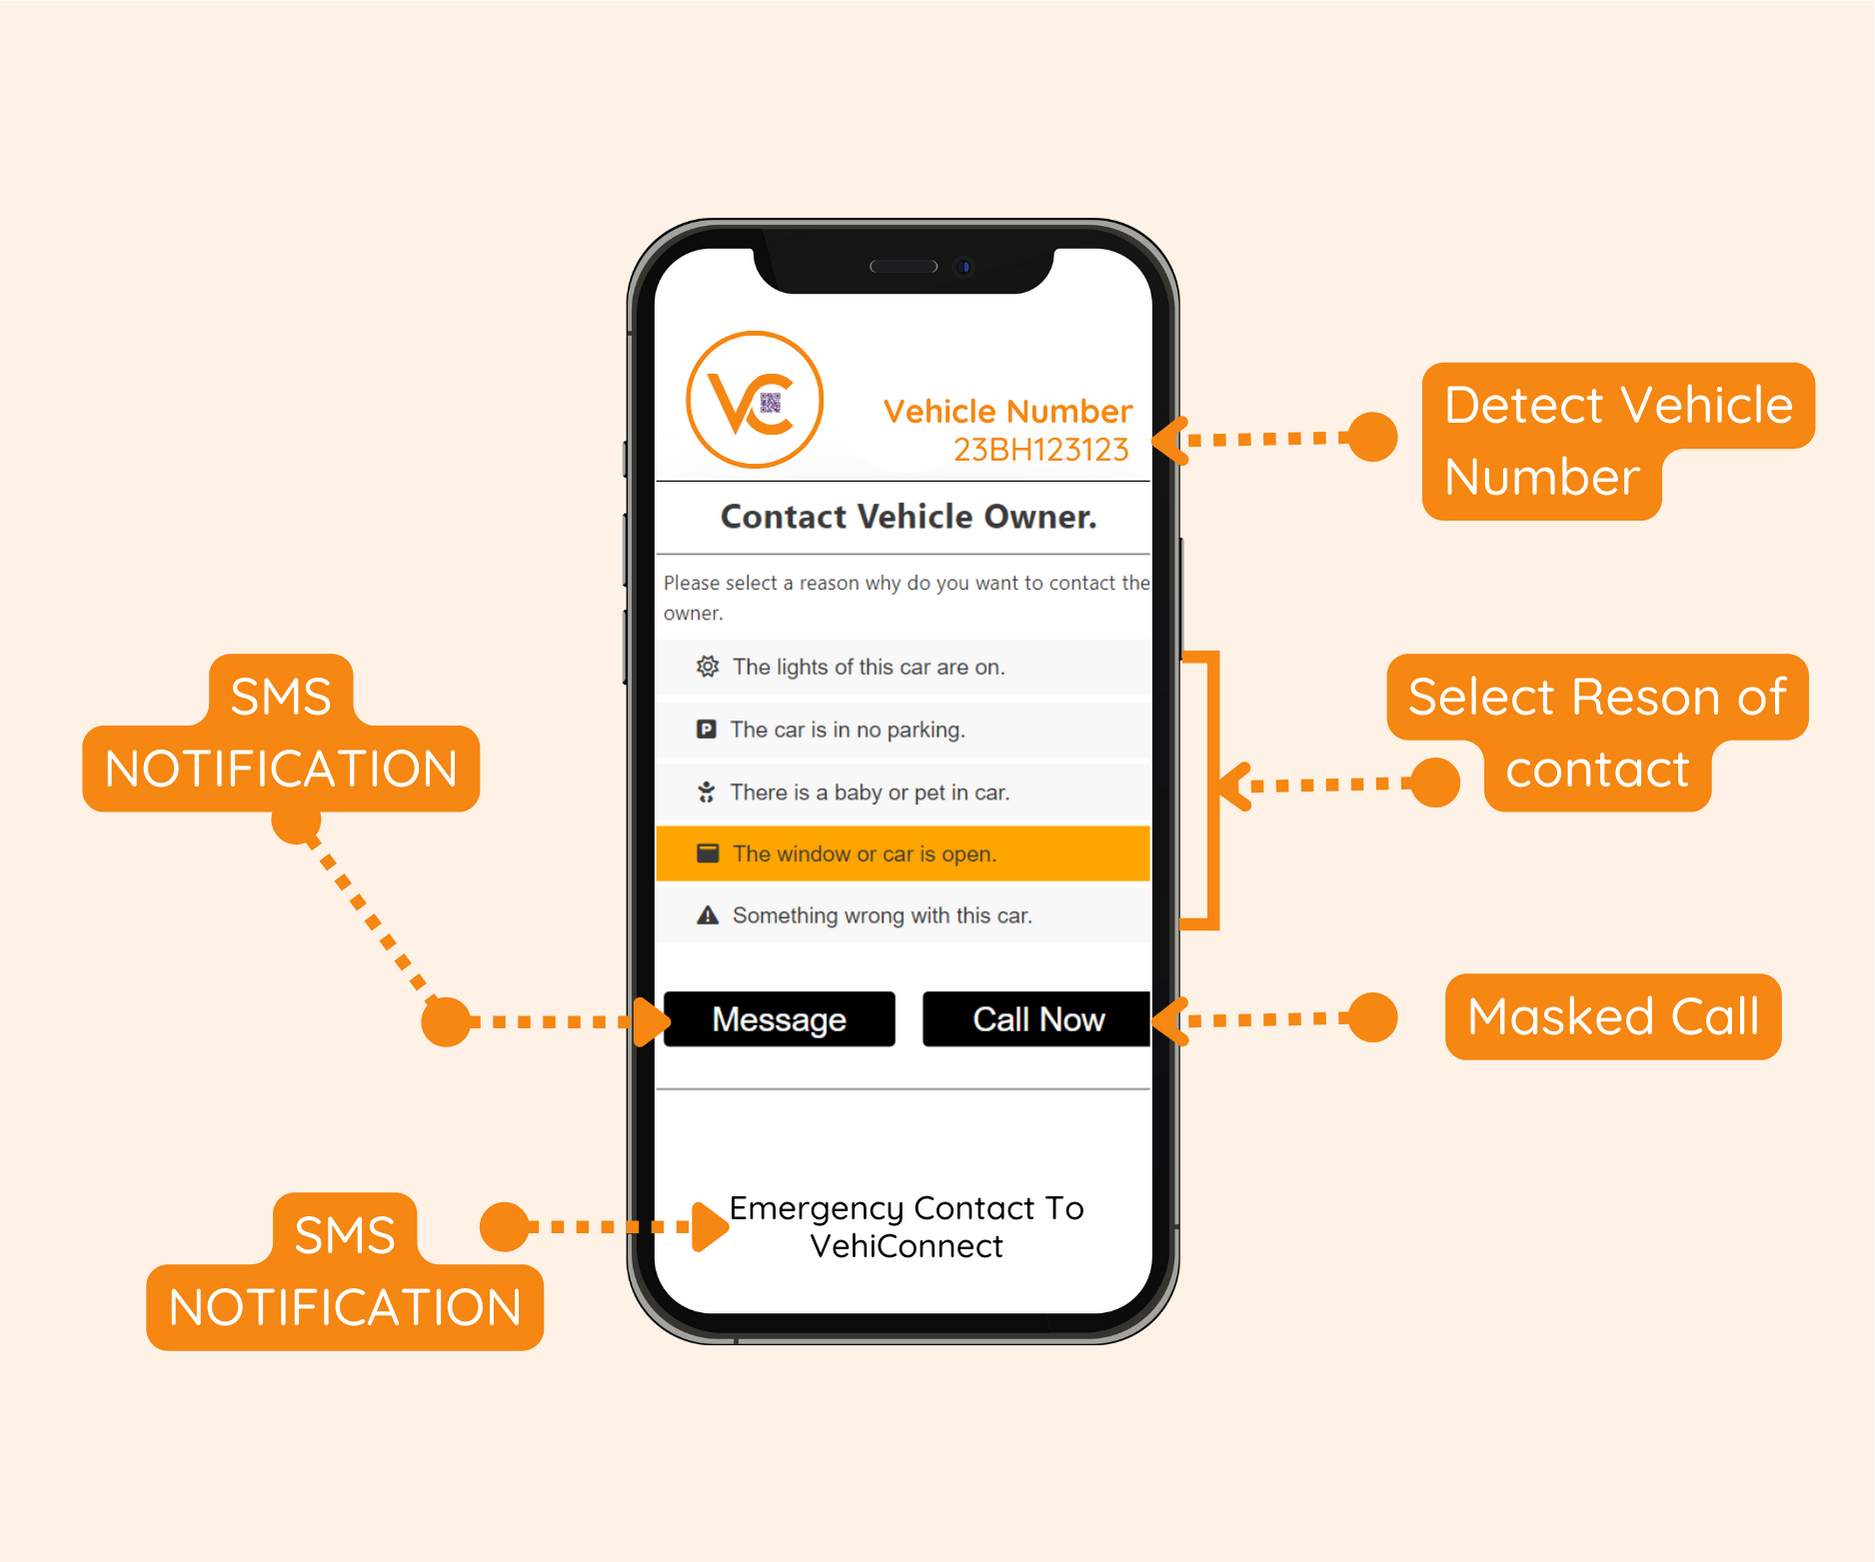 VC
Vehicle Number
23BH123123
Contact Vehicle Owner.
Please select a reason why do you want to contact the
owner.
The lights of this car are on.
The car is in no parking.
There is a baby or pet in car.
The window or car is open.
Something wrong with this car.
Message
Call Now
Emergency Contact To
VehiConnect
SMS
NOTIFICATION
SMS
NOTIFICATION
Detect Vehicle
Number
Select Reson of
contact
Masked Call